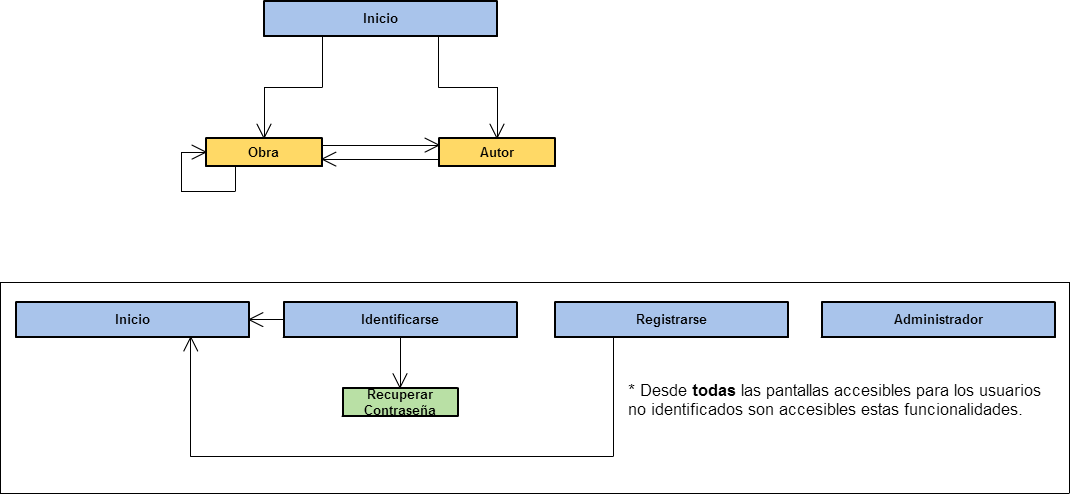 Inicio
Obra
Autor
Inicio
Identificarse
Registrarse
Administrador
Recuperar
Contraseña
* Desde todas las pantallas accesibles para los usuarios
no identificados son accesibles estas funcionalidades.